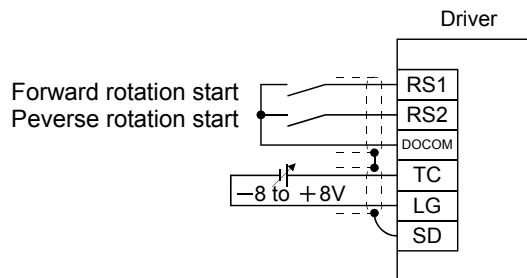 Driver
Forward rotation start
Peverse rotation start
RS1
RS2
DOCOM
TC
LG
SD
−8 to +8V